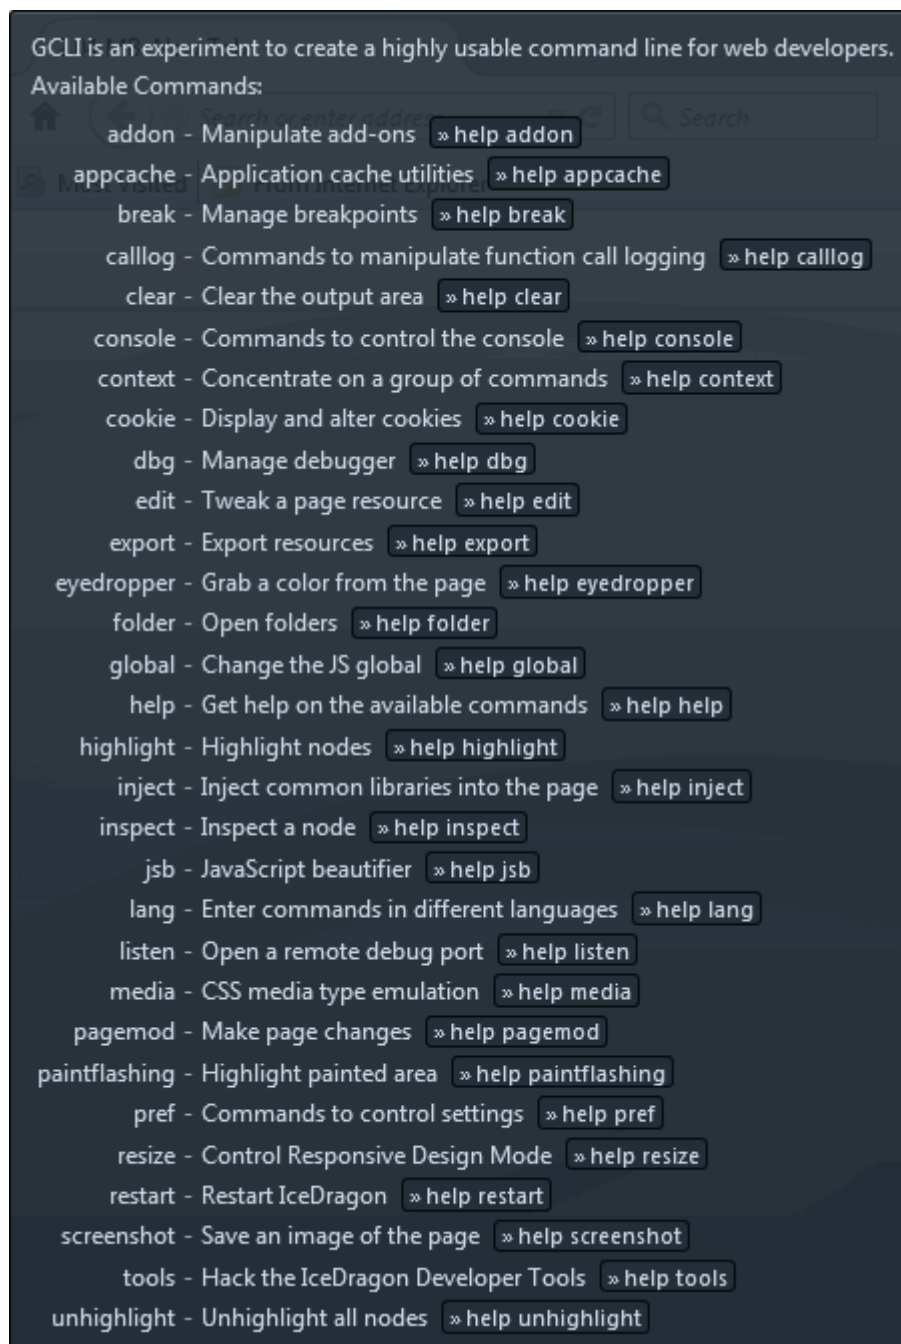 GCLI is an experiment to create a highly usable command line for web developers.
Available Commands:
Search or enter address
Search
addon - Manipulate add-ons » help addon
appcache - Application cache utilities » help appcache
Most Visited
From Internet Explorer
break - Manage breakpoints » help break
calllog - Commands to manipulate function call logging » help calllog
clear - Clear the output area » help clear
console - Commands to control the console » help console
context - Concentrate on a group of commands » help context
cookie - Display and alter cookies » help cookie
dbg - Manage debugger » help dbg
edit - Tweak a page resource » help edit
export - Export resources » help export
eyedropper - Grab a color from the page » help eyedropper
folder - Open folders » help folder
global - Change the JS global » help global
help - Get help on the available commands » help help
highlight - Highlight nodes » help highlight
inject - Inject common libraries into the page » help inject
inspect - Inspect a node » help inspect
jsb - JavaScript beautifier » help jsb
lang - Enter commands in different languages » help lang
listen - Open a remote debug port » help listen
media - CSS media type emulation » help media
pagemod - Make page changes » help pagemod
paintflashing - Highlight painted area » help paintflashing
pref - Commands to control settings » help pref
resize - Control Responsive Design Mode » help resize
restart - Restart IceDragon » help restart
screenshot - Save an image of the page » help screenshot
tools - Hack the IceDragon Developer Tools » help tools
unhighlight - Unhighlight all nodes » help unhighlight